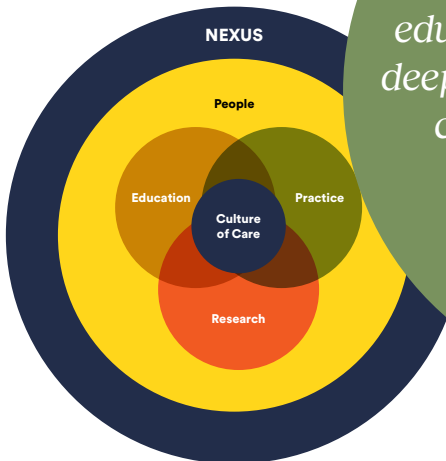 NEXUS
People
Education
Practice
Culture
of Care
Research